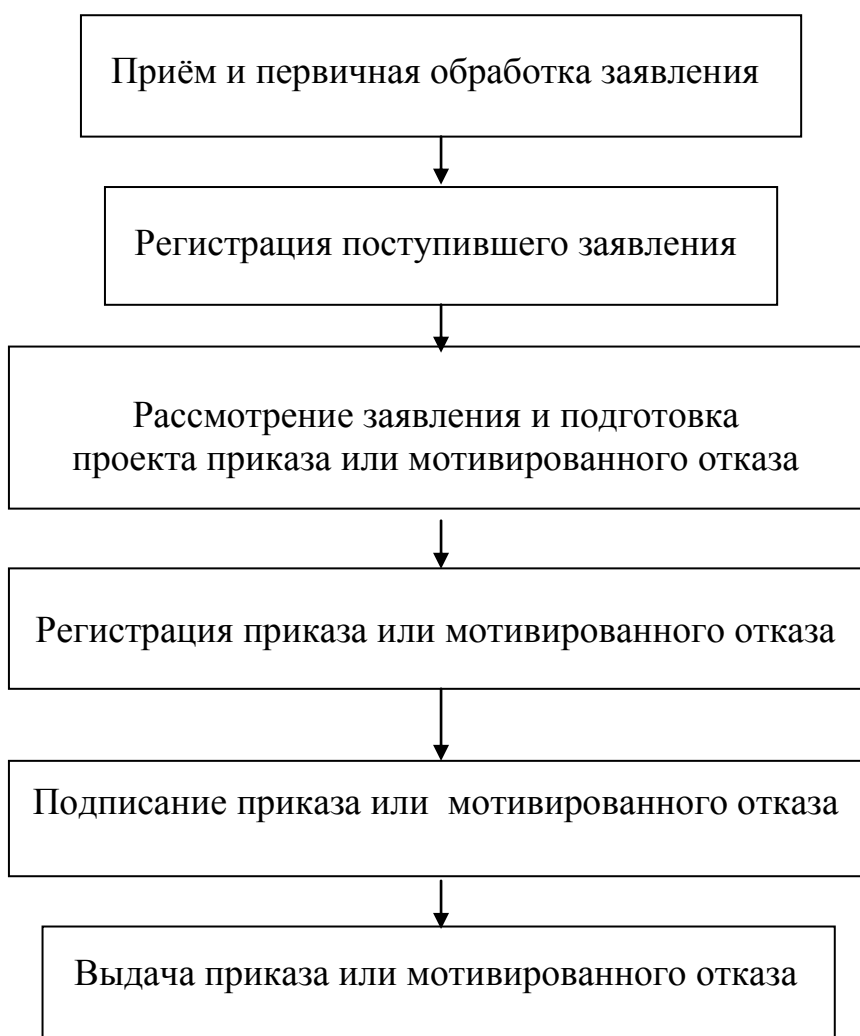 Приём и первичная обработка заявления
Регистрация поступившего заявления
Рассмотрение заявления и подготовка
проекта приказа или мотивированного отказа
Регистрация приказа или мотивированного отказа
Подписание приказа или  мотивированного отказа
Выдача приказа или мотивированного отказа